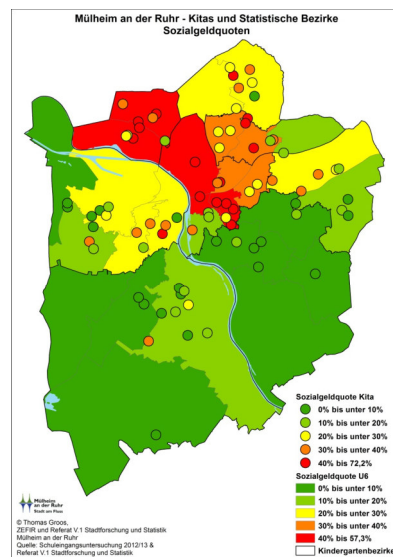 Mülheim an der Ruhr - Kitas und Statistische Bezirke
Sozialgeldquoten
Sozialgeldquote Kita
0% bis unter 10%
10% bis unter 20%
20% bis unter 30%
30% bis unter 40%
40% bis 72,2%
Sozialgeldquote U6
0% bis unter 10%
10% bis unter 20%
20% bis unter 30%
30% bis unter 40%
40% bis 57,3%
Kindergartenbezirke
Mülheim
an der Ruhr
Stadt am Fluss
© Thomas Groos,
ZEFIR und Referat V.1 Stadtforschung und Statistik
Mülheim an der Ruhr
Quelle: Schuleingangsuntersuchung 2012/13 &
Referat V.1 Stadtforschung und Statistik